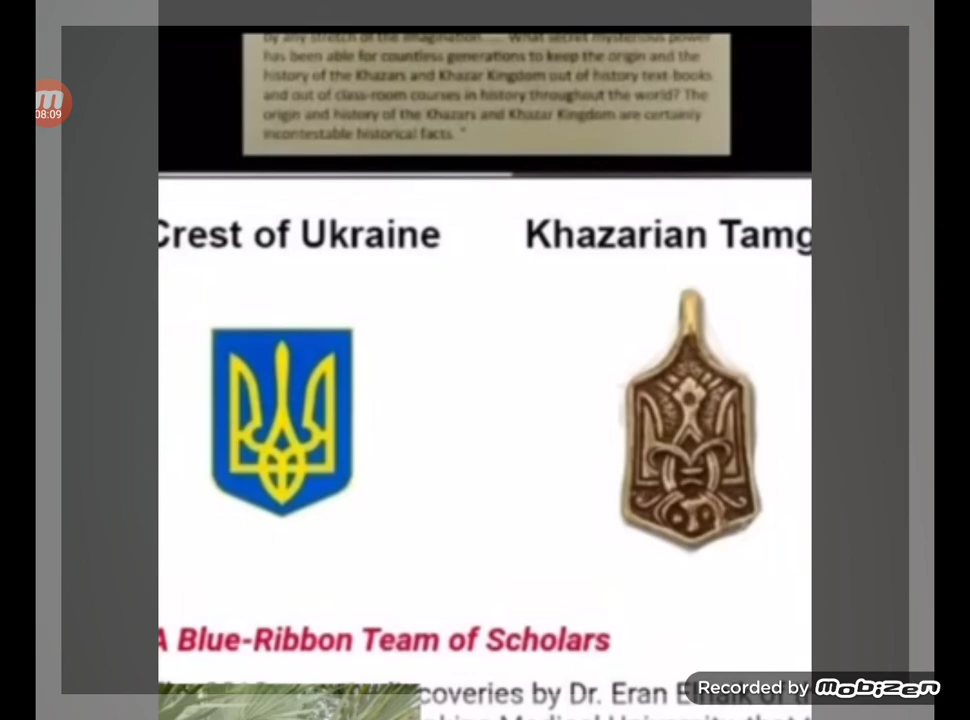 by any stretch of the imagination..... What secret mysterious power
has been able for countless generations to keep the origin and the
history of the Khazars and Khazar Kingdom out of history text-books
and out of class-room courses in history throughout the world? The
origin and history of the Khazars and Khazar Kingdom are certainly
incontestable historical facts. "
m
08:09
Crest of Ukraine
Khazarian Tamg
A Blue-Ribbon Team of Scholars
coveries by Dr. Eran Elhaik of
Recorded by mobizen